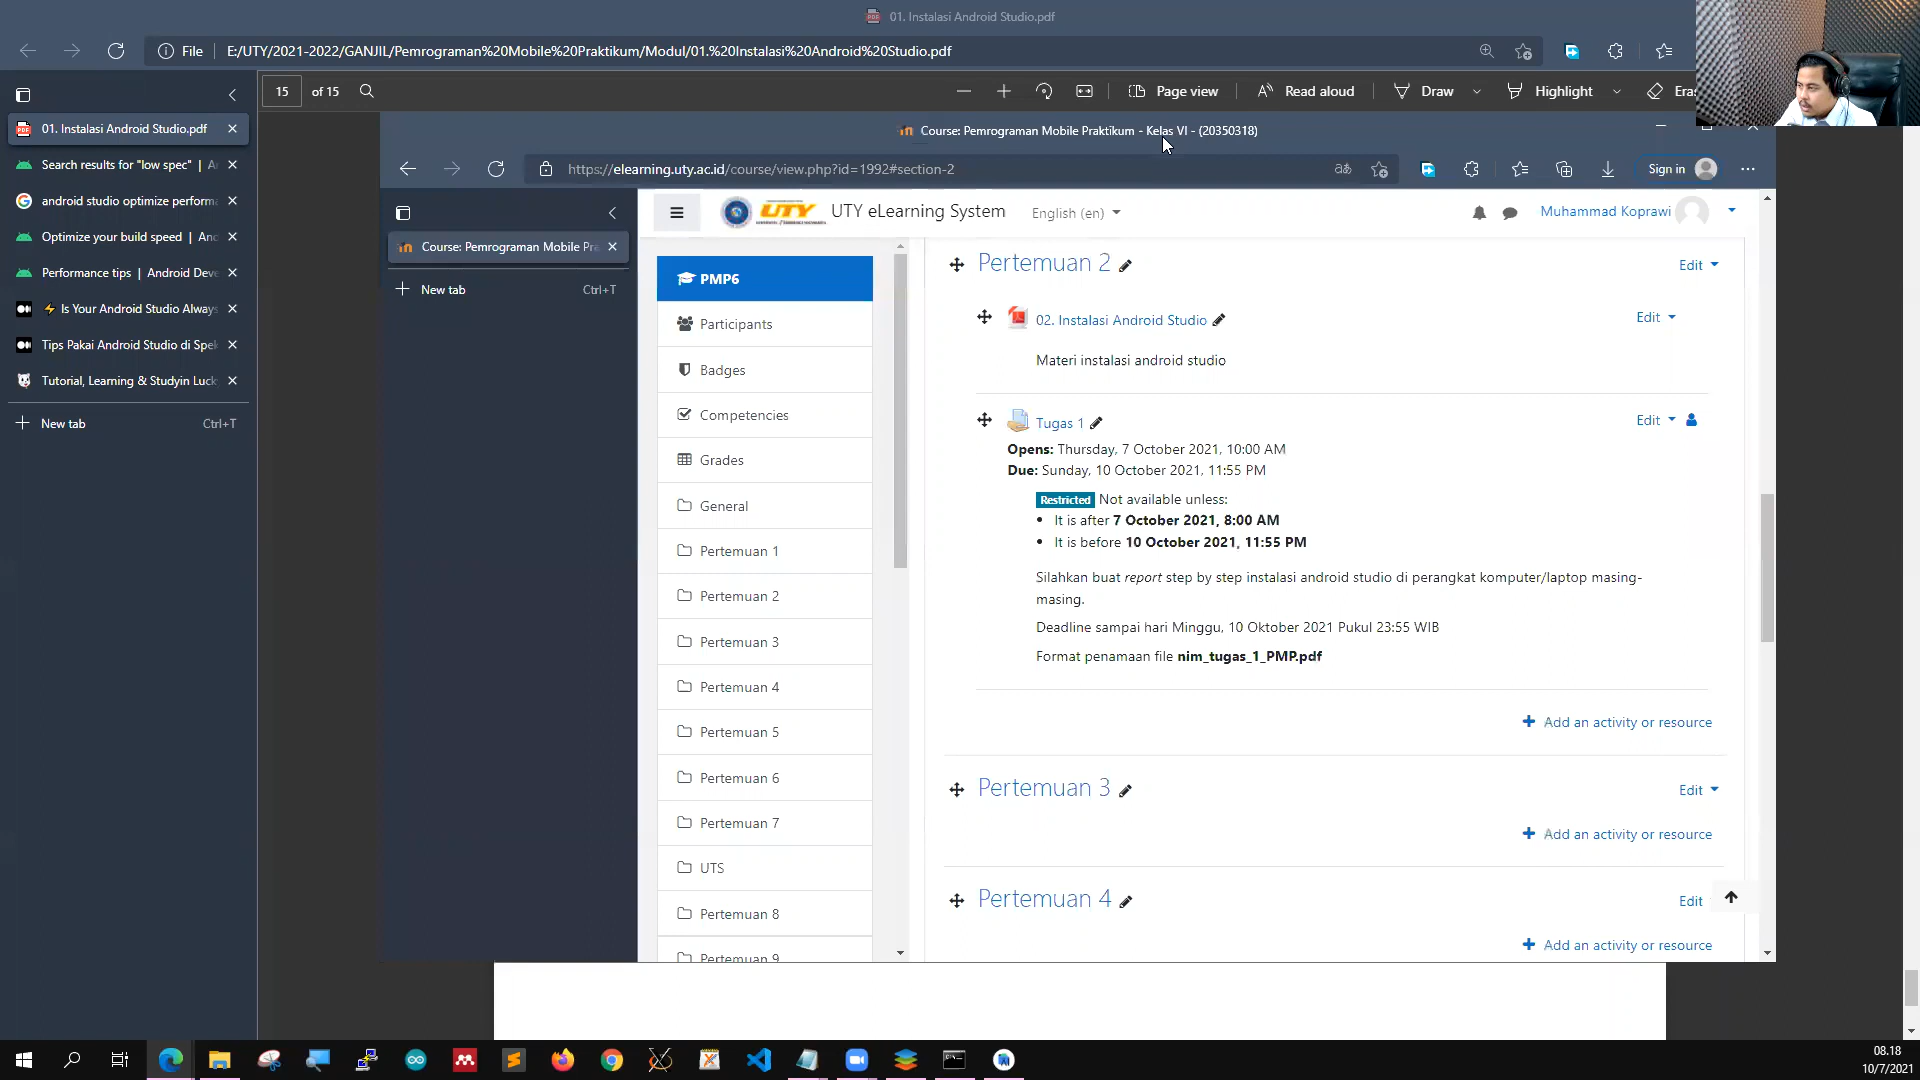 01. Instalasi Android Studio.pdf
File
E:/UTY/2021-2022/GANJIL/Pemrograman%20Mobile%20Praktikum/Modul/01.%20Instalasi%20Android%20Studio.pdf
15 of 15
Page view
Read aloud
Draw
Highlight
Eras
01. Instalasi Android Studio.pdf
Search results for "low spec" | A
android studio optimize performa
Optimize your build speed | And
Performance tips | Android Deve
⚡ Is Your Android Studio Always
Tips Pakai Android Studio di Spe
Tutorial, Learning & Studyin Luck
New tab Ctrl+T
Course: Pemrograman Mobile Praktikum - Kelas VI - (20350318)
https://elearning.uty.ac.id/course/view.php?id=1992#section-2
Sign in
Course: Pemrograman Mobile Pra
New tab Ctrl+T
UTY
UTY eLearning System
English (en)
Muhammad Koprawi
PMP6
Participants
Badges
Competencies
Grades
General
Pertemuan 1
Pertemuan 2
Pertemuan 3
Pertemuan 4
Pertemuan 5
Pertemuan 6
Pertemuan 7
UTS
Pertemuan 8
Pertemuan 9
Pertemuan 2
Edit
02. Instalasi Android Studio
Edit
Materi instalasi android studio
Tugas 1
Edit
Opens: Thursday, 7 October 2021, 10:00 AM
Due: Sunday, 10 October 2021, 11:55 PM
Restricted Not available unless:
• It is after 7 October 2021, 8:00 AM
• It is before 10 October 2021, 11:55 PM
Silahkan buat report step by step instalasi android studio di perangkat komputer/laptop masing-
masing.
Deadline sampai hari Minggu, 10 Oktober 2021 Pukul 23:55 WIB
Format penamaan file nim_tugas_1_PMP.pdf
Add an activity or resource
Pertemuan 3
Edit
Add an activity or resource
Pertemuan 4
Edit
Add an activity or resource
08.18
10/7/2021